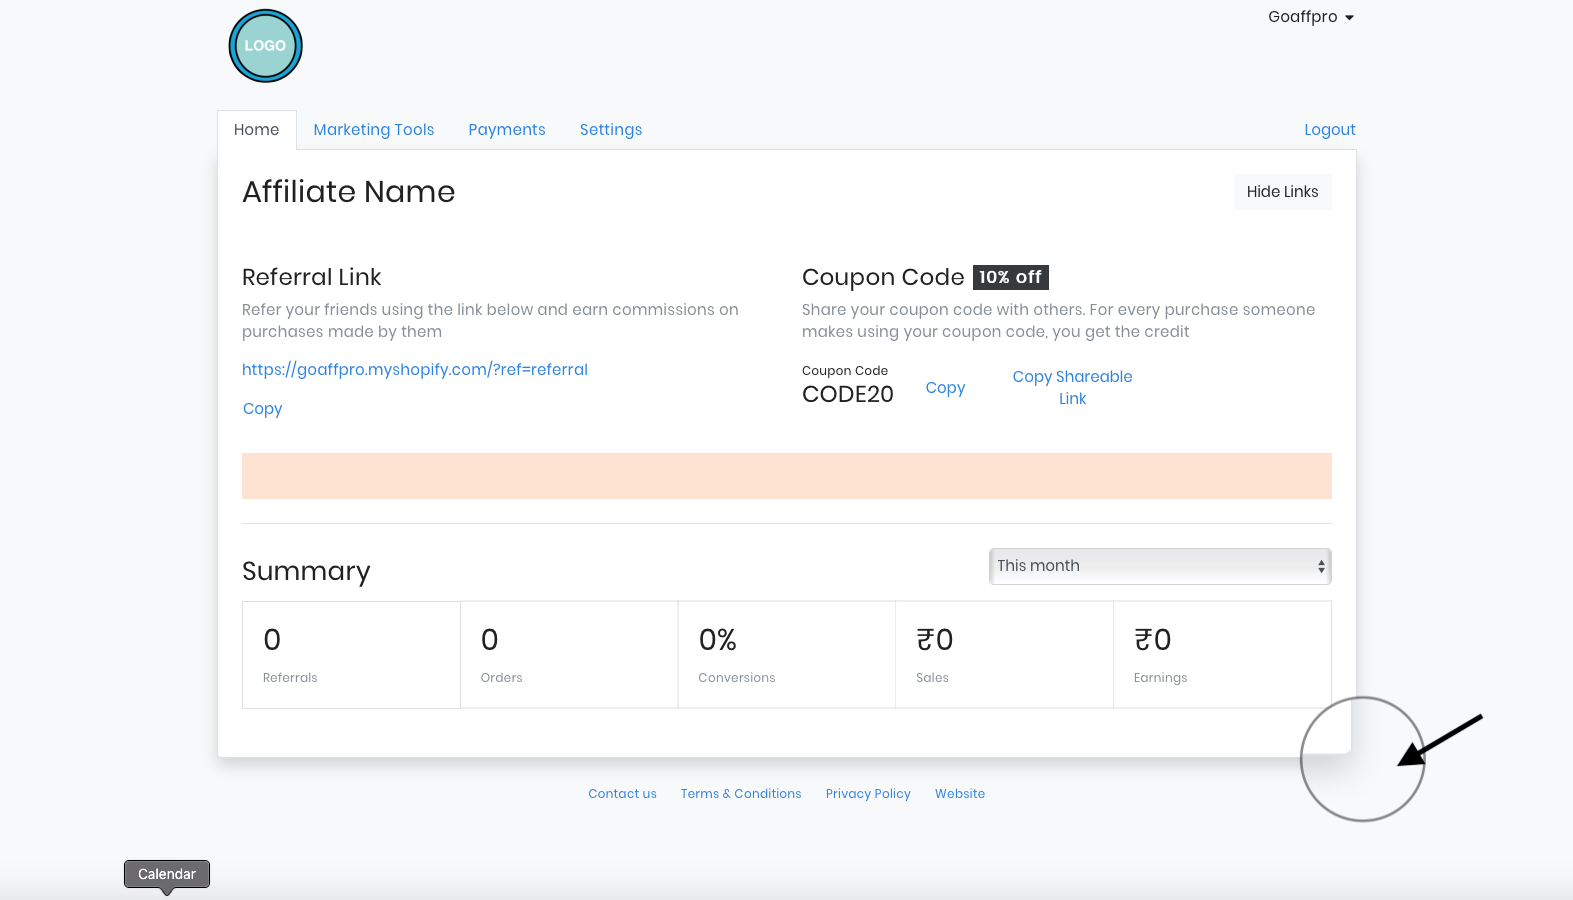 LOGO
Goaffpro
Home
Marketing Tools
Payments
Settings
Logout
Affiliate Name
Hide Links
Referral Link
Refer your friends using the link below and earn commissions on
purchases made by them
https://goaffpro.myshopify.com/?ref=referral
Copy
Coupon Code 10% off
Share your coupon code with others. For every purchase someone
makes using your coupon code, you get the credit
Coupon Code
CODE20
Copy
Copy Shareable
Link
Summary
This month
0
Referrals
0
Orders
0%
Conversions
₹0
Sales
₹0
Earnings
Contact us
Terms & Conditions
Privacy Policy
Website
Calendar